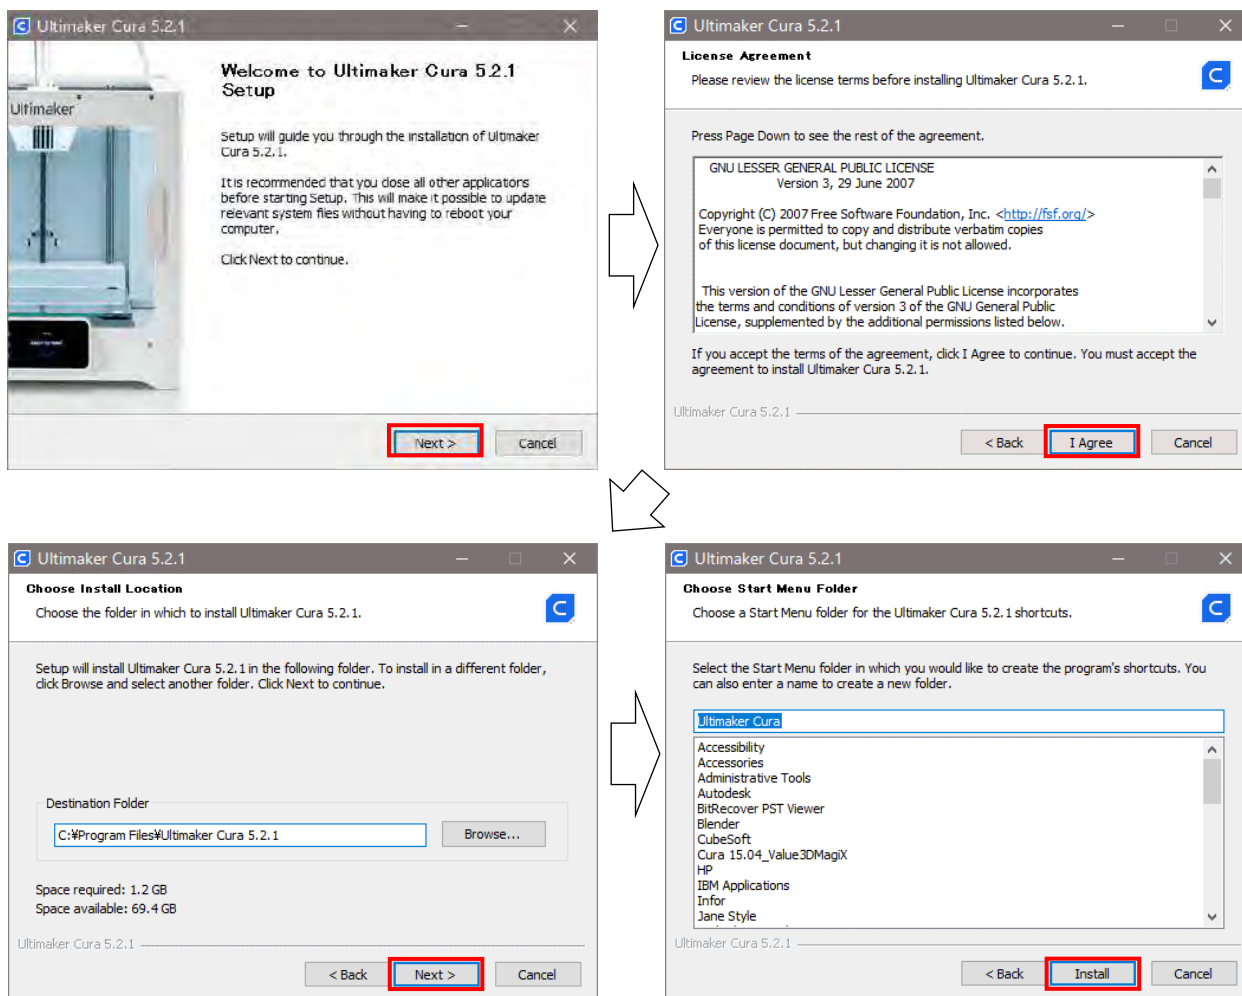 Ultimaker Cura 5.2.1
Ultimaker
Welcome to Ultimaker Cura 5.2.1
Setup
Setup will guide you through the installation of Ultimaker
Cura 5.2.1.
It is recommended that you close all other applications
before starting Setup. This will make it possible to update
relevant system files without having to reboot your
computer.
Click Next to continue.
Next >
Cancel
Ultimaker Cura 5.2.1
License Agreement
Please review the license terms before installing Ultimaker Cura 5.2.1.
Press Page Down to see the rest of the agreement.
GNU LESSER GENERAL PUBLIC LICENSE
Version 3, 29 June 2007
Copyright (C) 2007 Free Software Foundation, Inc. <http://fsf.org/>
Everyone is permitted to copy and distribute verbatim copies
of this license document, but changing it is not allowed.
This version of the GNU Lesser General Public License incorporates
the terms and conditions of version 3 of the GNU General Public
License, supplemented by the additional permissions listed below.
If you accept the terms of the agreement, click I Agree to continue. You must accept the
agreement to install Ultimaker Cura 5.2.1.
Ultimaker Cura 5.2.1
< Back
I Agree
Cancel
Ultimaker Cura 5.2.1
Choose Install Location
Choose the folder in which to install Ultimaker Cura 5.2.1.
Setup will install Ultimaker Cura 5.2.1 in the following folder. To install in a different folder,
click Browse and select another folder. Click Next to continue.
Destination Folder
C:¥Program Files¥Ultimaker Cura 5.2.1
Browse...
Space required: 1.2 GB
Space available: 69.4 GB
Ultimaker Cura 5.2.1
< Back
Next >
Cancel
Ultimaker Cura 5.2.1
Choose Start Menu Folder
Choose a Start Menu folder for the Ultimaker Cura 5.2.1 shortcuts.
Select the Start Menu folder in which you would like to create the program's shortcuts. You
can also enter a name to create a new folder.
Ultimaker Cura
Accessibility
Accessories
Administrative Tools
Autodesk
BitRecover PST Viewer
Blender
CubeSoft
Cura 15.04_Value3DMagiX
HP
IBM Applications
Infor
Jane Style
Ultimaker Cura 5.2.1
< Back
Install
Cancel